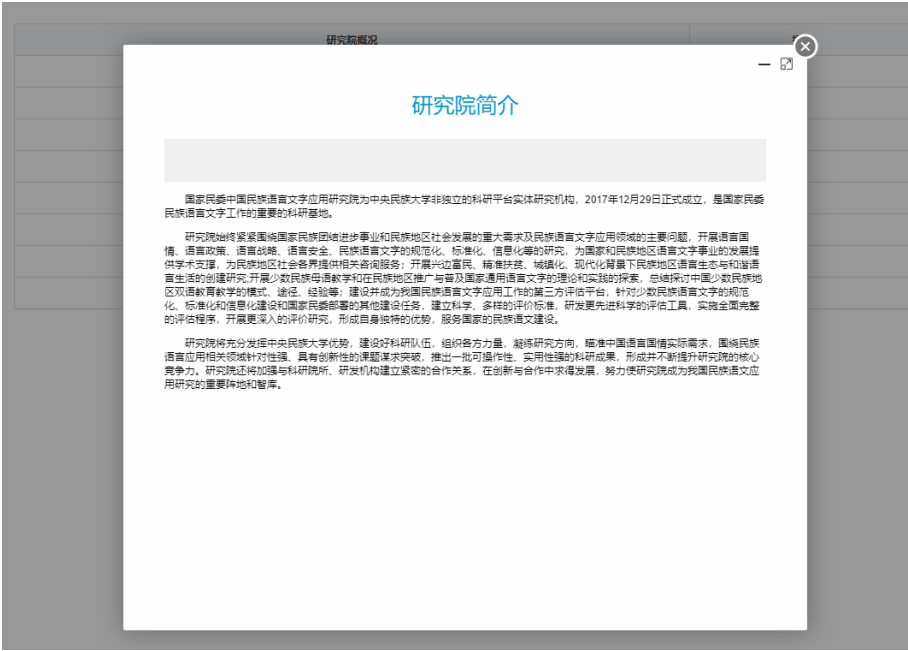 研究院概况
研究院简介
国家民委中国民族语言文字应用研究院为中央民族大学非独立的科研平台实体研究机构，2017年12月29日正式成立，是国家民委
民族语言文字工作的重要的科研基地。
研究院始终紧紧围绕国家民族团结进步事业和民族地区社会发展的重大需求及民族语言文字应用领域的主要问题，开展语言国
情、语言政策、语言战略、语言安全、民族语言文字的规范化、标准化、信息化等的研究，为国家和民族地区语言文字事业的发展提
供学术支撑，为民族地区社会各界提供相关咨询服务；开展兴边富民、精准扶贫、城镇化、现代化背景下民族地区语言生态与和谐语
言生活的创建研究;开展少数民族母语教学和在民族地区推广与普及国家通用语言文字的理论和实践的探索，总结探讨中国少数民族地
区双语教育教学的模式、途径、经验等；建设并成为我国民族语言文字应用工作的第三方评估平台，针对少数民族语言文字的规范
化、标准化和信息化建设和国家民委部署的其他建设任务，建立科学、多样的评价标准，研发更先进科学的评估工具，实施全面完整
的评估程序，开展更深入的评价研究，形成自身独特的优势，服务国家的民族语文建设。
研究院将充分发挥中央民族大学优势，建设好科研队伍，组织各方力量，凝练研究方向，瞄准中国语言国情实际需求，围绕民族
语言应用相关领域针对性强、具有创新性的课题谋求突破，推出一批可操作性、实用性强的科研成果，形成并不断提升研究院的核心
竞争力。研究院还将加强与科研院所、研发机构建立紧密的合作关系，在创新与合作中求得发展，努力使研究院成为我国民族语文应
用研究的重要阵地和智库。